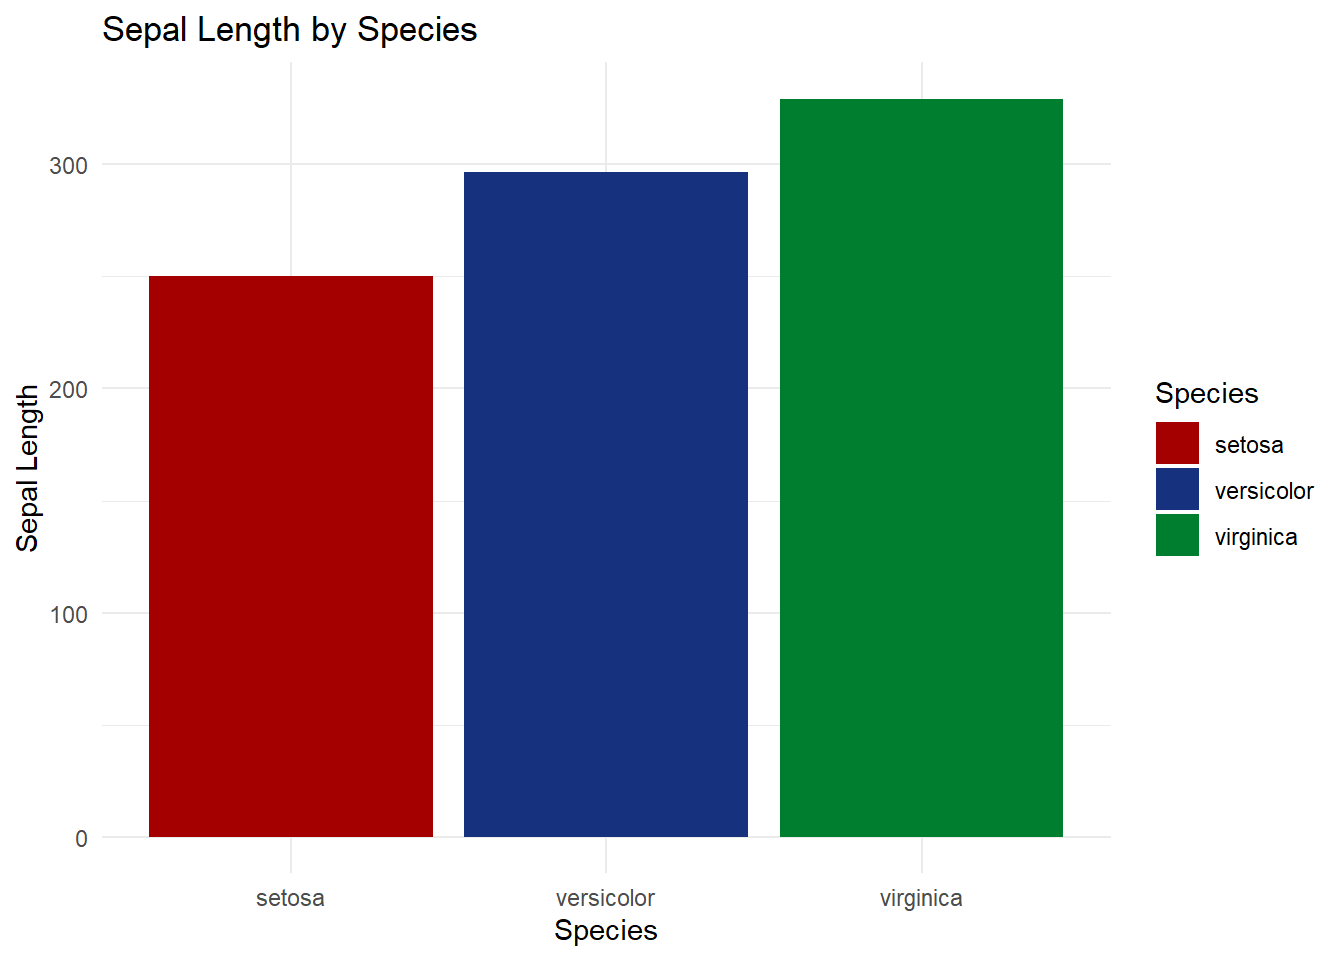 Sepal Length by Species
Sepal Length
300
200
100
0
setosa
versicolor
virginica
Species
Species
setosa
versicolor
virginica